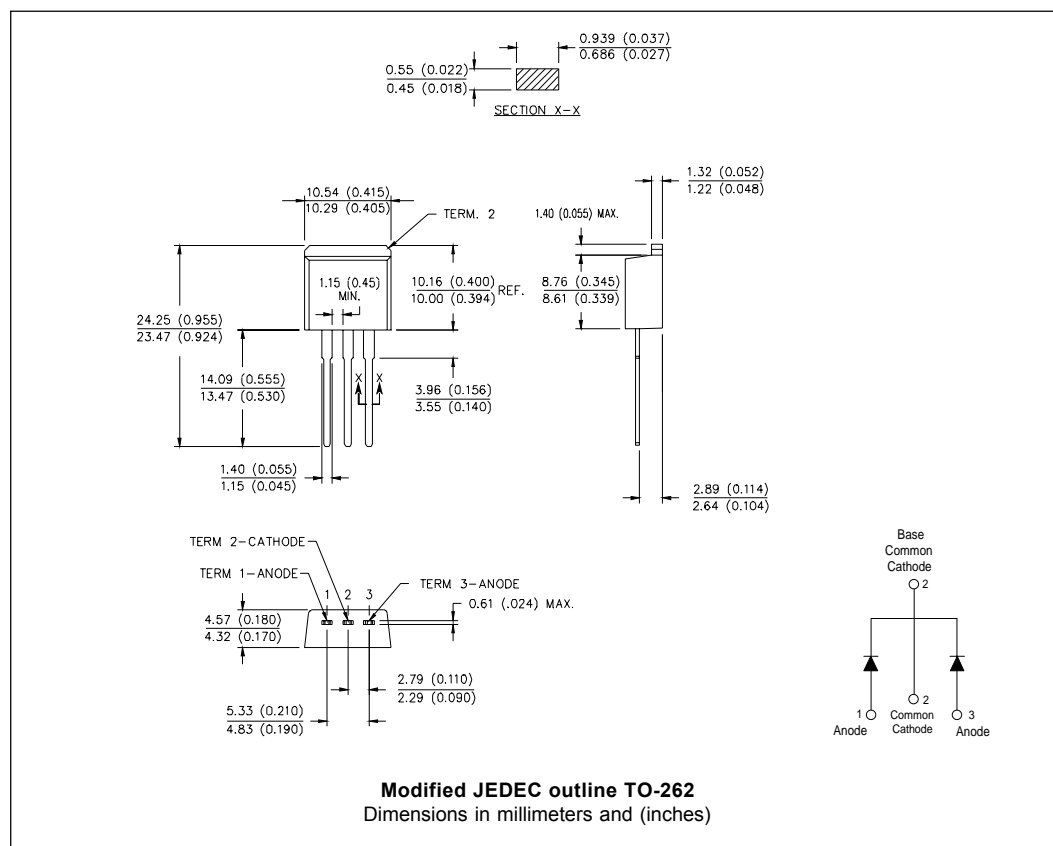 0.939 (0.037)
0.686 (0.027)
0.55 (0.022)
0.45 (0.018)
SECTION X-X
1.32 (0.052)
1.22 (0.048)
10.54 (0.415)
10.29 (0.405)
TERM. 2
1.40 (0.055) MAX.
1.15 (0.45)
MIN.
10.16 (0.400)
10.00 (0.394)
REF.
8.76 (0.345)
8.61 (0.339)
24.25 (0.955)
23.47 (0.924)
14.09 (0.555)
13.47 (0.530)
X X
3.96 (0.156)
3.55 (0.140)
1.40 (0.055)
1.15 (0.045)
2.89 (0.114)
2.64 (0.104)
TERM 2-CATHODE
TERM 1-ANODE
1 2 3
TERM 3-ANODE
0.61 (.024) MAX.
4.57 (0.180)
4.32 (0.170)
2.79 (0.110)
2.29 (0.090)
5.33 (0.210)
4.83 (0.190)
Base
Common
Cathode
2
1
Anode
2
Common
Cathode
3
Anode
Modified JEDEC outline TO-262
Dimensions in millimeters and (inches)